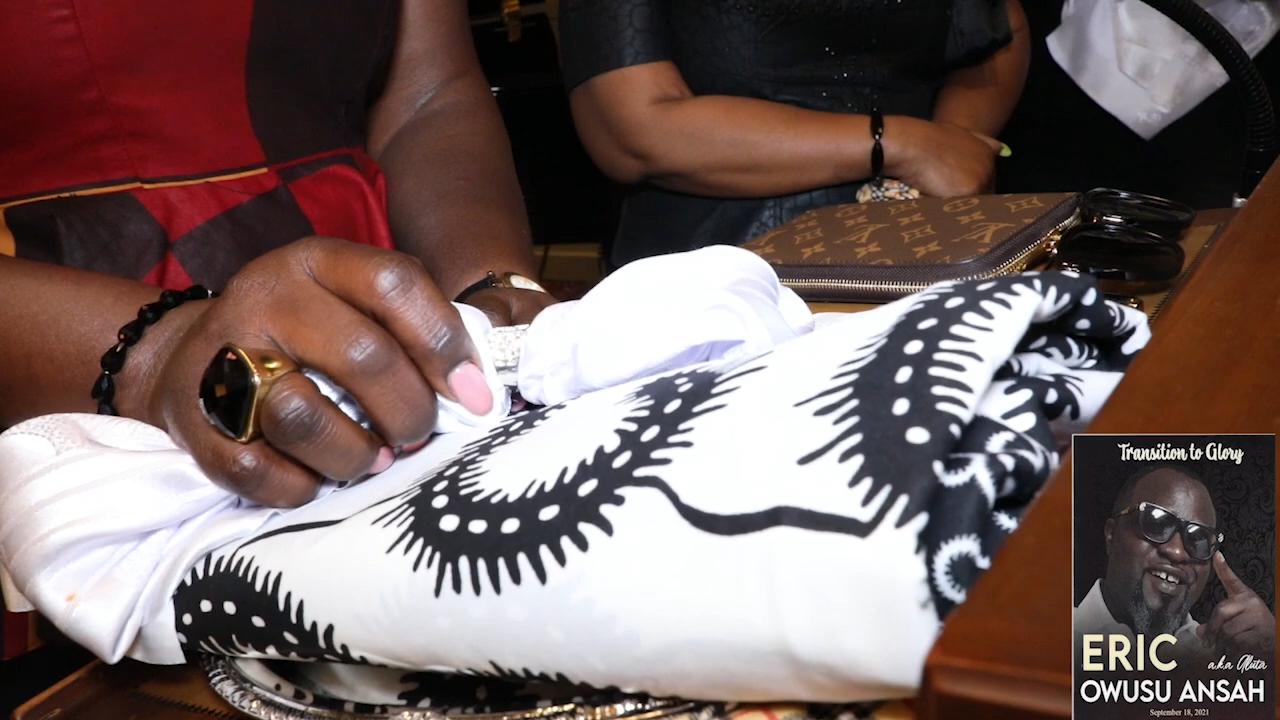 Transition to Glory
ERIC
a.k.a Gluta
OWUSU ANSAH
September 18, 2021